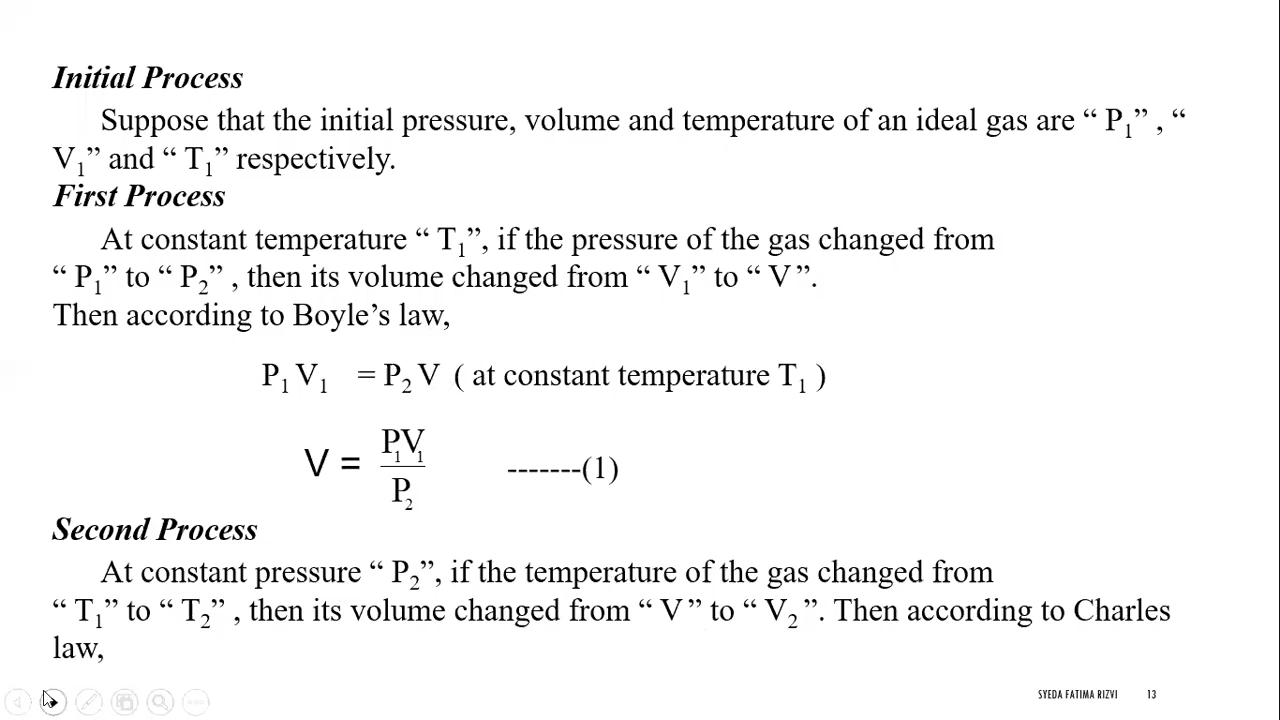 Initial Process
Suppose that the initial pressure, volume and temperature of an ideal gas are “ P₁” , “
V₁” and “ T₁” respectively.
First Process
At constant temperature “ T₁”, if the pressure of the gas changed from
“ P₁” to “ P₂” , then its volume changed from “ V₁” to “ V ”.
Then according to Boyle’s law,
P₁ V₁ = P₂ V ( at constant temperature T₁ )
V = P₁V₁ / P₂ -------(1)
Second Process
At constant pressure “ P₂”, if the temperature of the gas changed from
“ T₁” to “ T₂” , then its volume changed from “ V ” to “ V₂”. Then according to Charles
law,
SYEDA FATIMA RIZVI 13